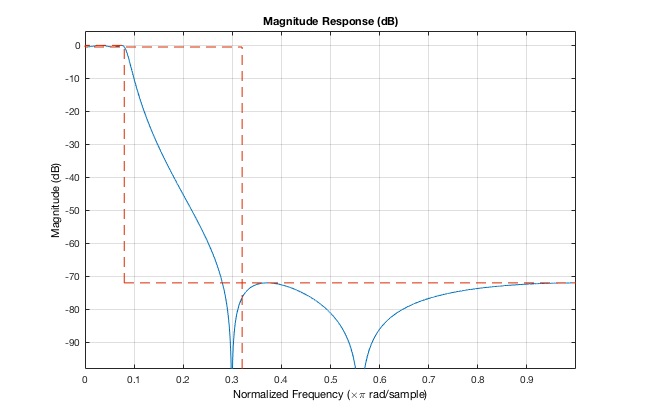 Magnitude Response (dB)
Magnitude (dB)
0
-10
-20
-30
-40
-50
-60
-70
-80
-90
0 0.1 0.2 0.3 0.4 0.5 0.6 0.7 0.8 0.9
Normalized Frequency (×π rad/sample)